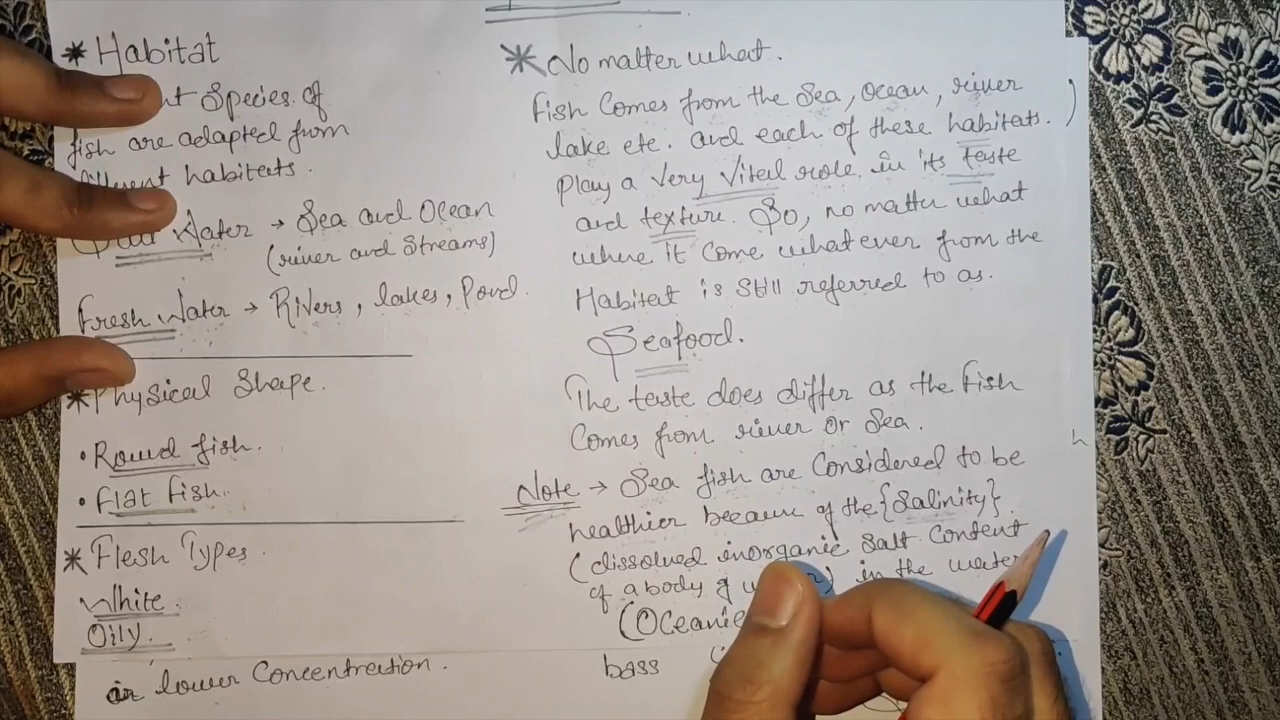 * Habitat
Species of
fish are adapted from
different habitats.
Water → Sea and Ocean
(river and Streams)
Fresh Water → Rivers, lakes, Pond.
* Physical Shape.
• Round fish.
• Flat Fish.
* Flesh Types.
White.
Oily.
in lower Concentration.
* No matter what.
Fish Comes from the Sea, Ocean, river
lake etc. and each of these habitats.
Play a very vital role in its taste
and texture. So, no matter what
where it come whatever from the
Habitat is Still referred to as.
Seafood.
The taste does differ as the Fish
Comes from river or Sea.
Note → Sea fish are Considered to be
healthier because of the {Salinity}.
(dissolved inorganic Salt Content
of a body of in the water
(Oceanic
bass